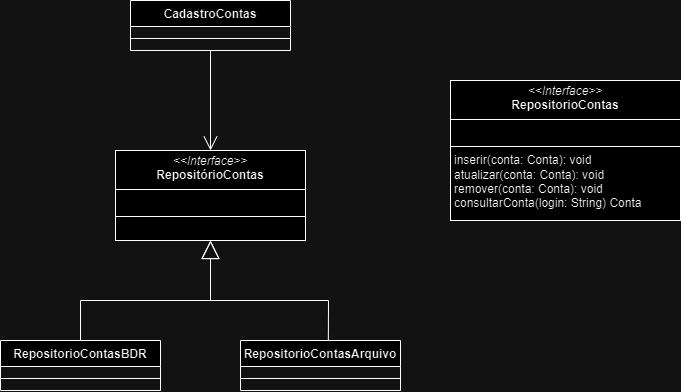 CadastroContas
<<Interface>>
RepositórioContas
RepositorioContasBDR
RepositorioContasArquivo
<<Interface>>
RepositorioContas
inserir(conta: Conta): void
atualizar(conta: Conta): void
remover(conta: Conta): void
consultarConta(login: String) Conta